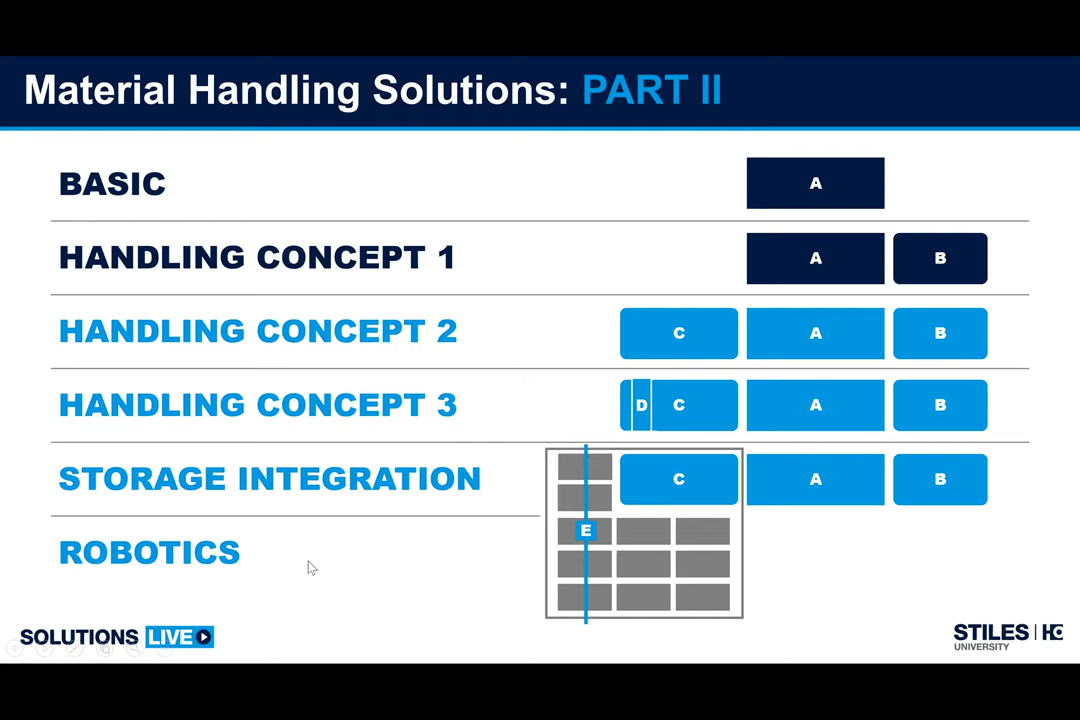 Material Handling Solutions: PART II
BASIC
A
HANDLING CONCEPT 1
A B
HANDLING CONCEPT 2
C A B
HANDLING CONCEPT 3
D C A B
STORAGE INTEGRATION
C A B
E
ROBOTICS
SOLUTIONS LIVE
STILES | HC
UNIVERSITY